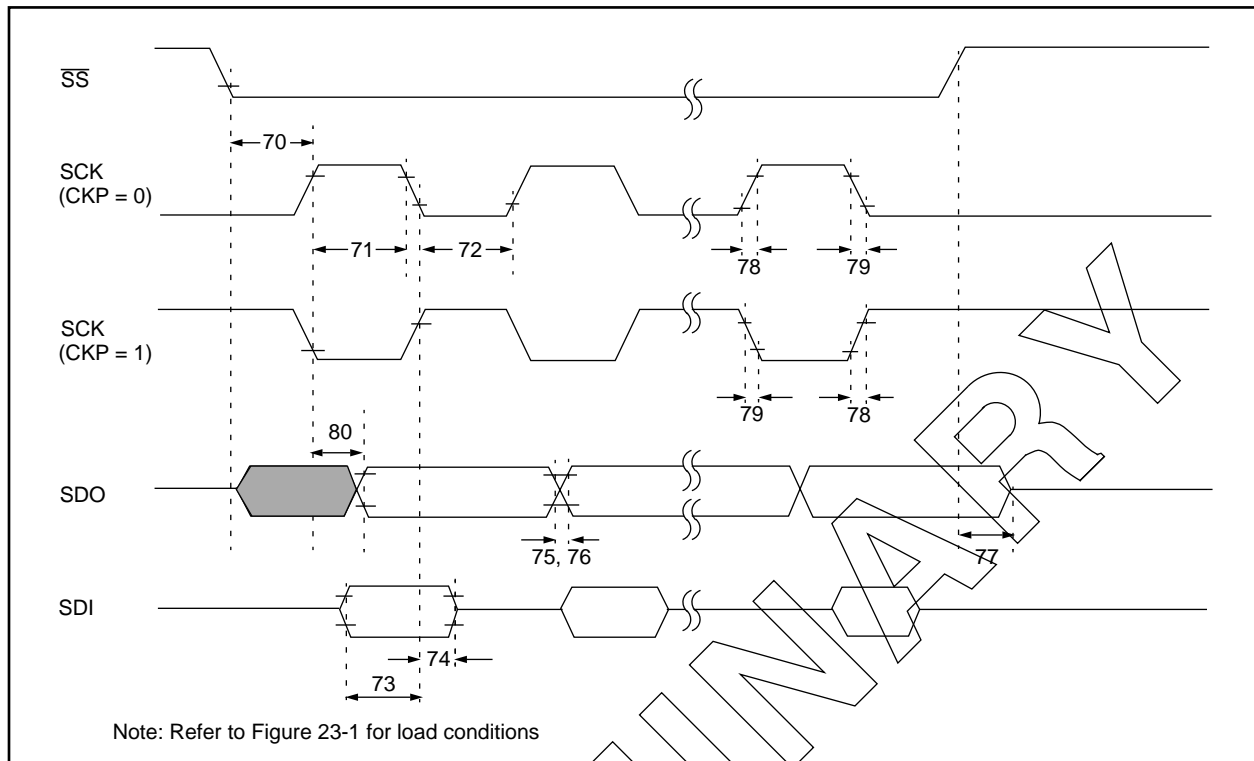 SS
70
SCK
(CKP = 0)
71
72
78
79
SCK
(CKP = 1)
79
78
80
SDO
75, 76
77
SDI
74
73
Note: Refer to Figure 23-1 for load conditions
INARY